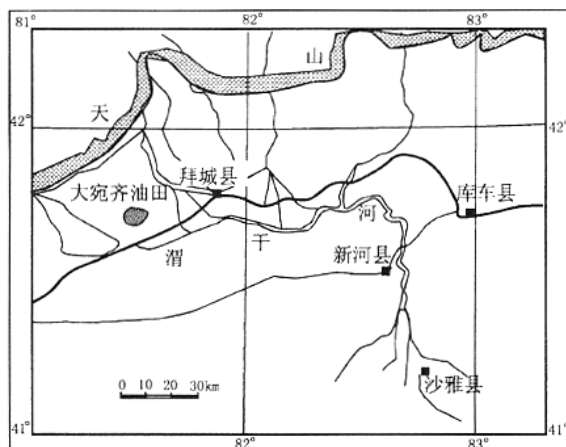 81°
82°
83°
山
天
42°
42°
拜城县
大宛齐油田
库车县
河
干
渭
新河县
0 10 20 30km
沙雅县
41°
41°
82°
83°